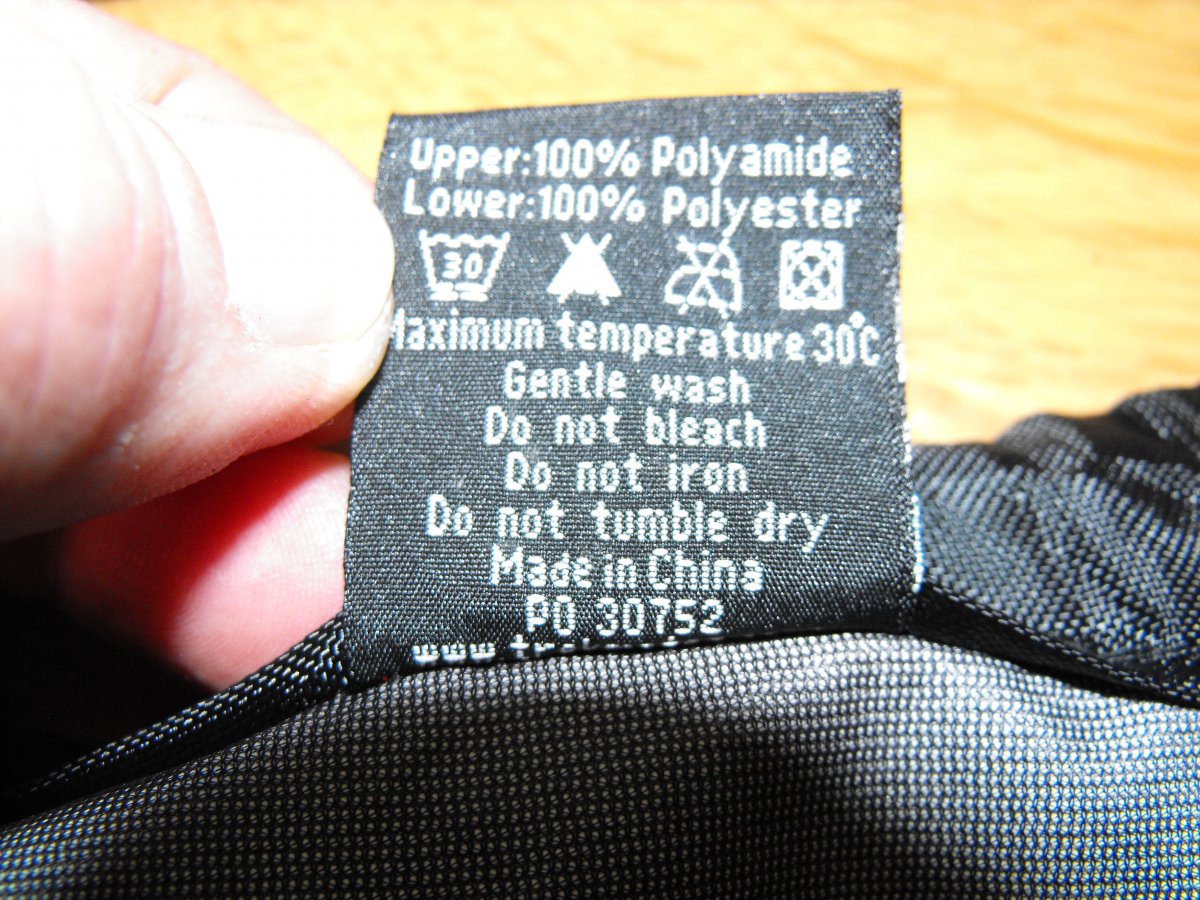 Upper:100% Polyamide
Lower:100% Polyester
30
Maximum temperature 30°C
Gentle wash
Do not bleach
Do not iron
Do not tumble dry
Made in China
PO 30752